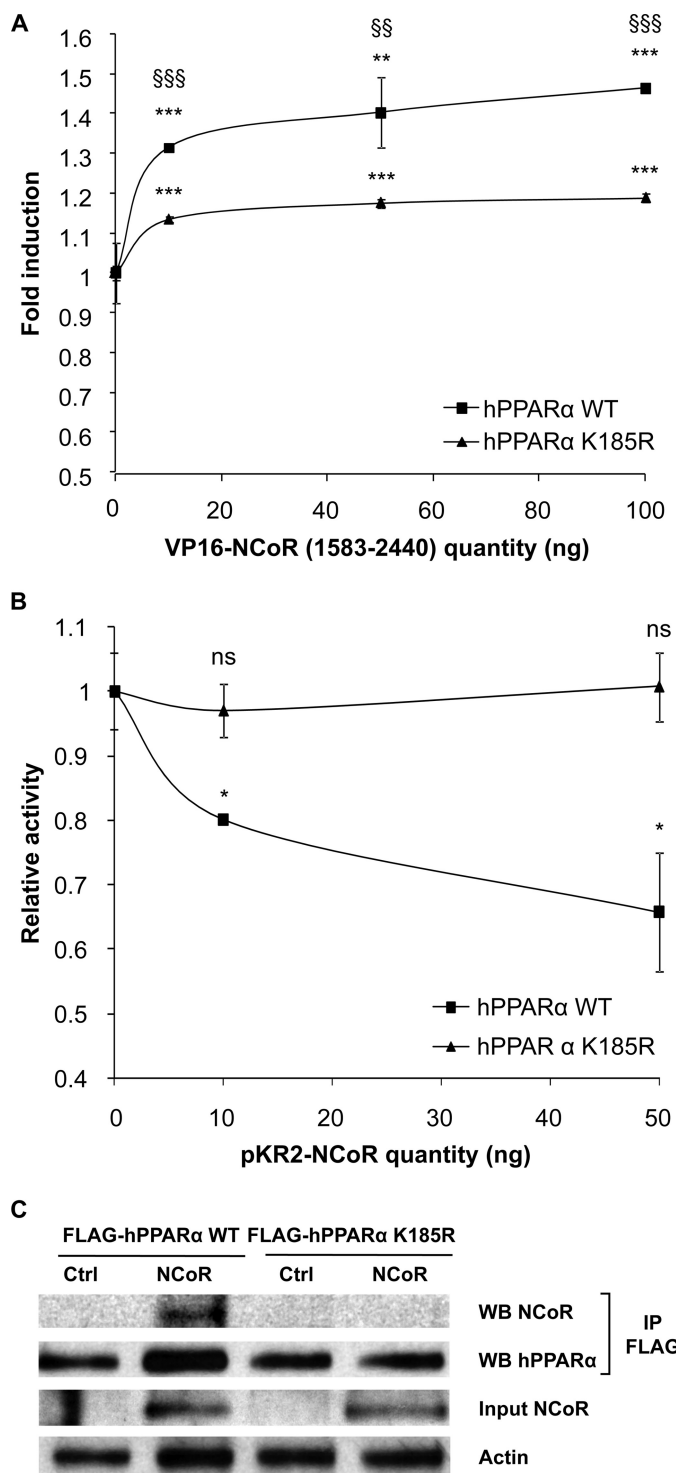 A
1.6
1.5
1.4
1.3
1.2
1.1
1
0.9
0.8
0.7
0.6
0.5
Fold induction
§§§
***
***
§§
**
***
§§§
***
***
hPPARα WT
hPPARα K185R
0 20 40 60 80 100
VP16-NCoR (1583-2440) quantity (ng)
B
1.1
1
0.9
0.8
0.7
0.6
0.5
0.4
Relative activity
ns
*
ns
*
hPPARα WT
hPPAR α K185R
0 10 20 30 40 50
pKR2-NCoR quantity (ng)
C
FLAG-hPPARα WT FLAG-hPPARα K185R
Ctrl NCoR Ctrl NCoR
WB NCoR
WB hPPARα
IP
FLAG
Input NCoR
Actin